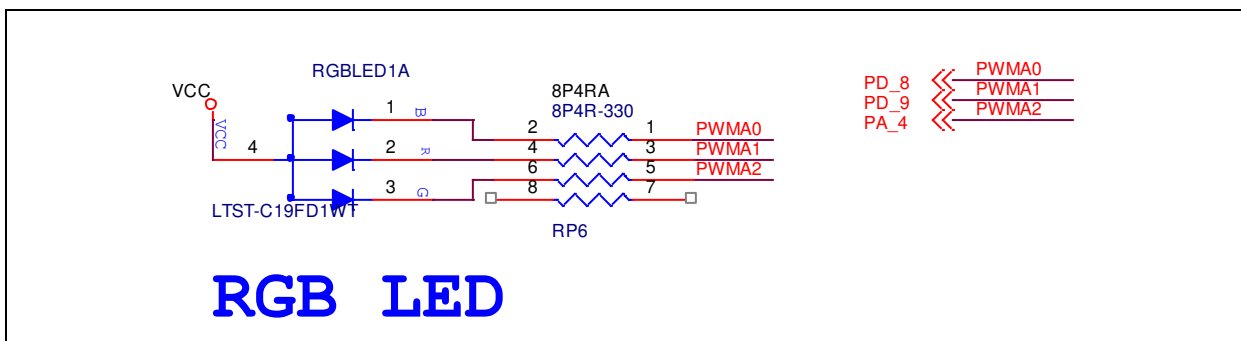 RGBLED1A
VCC
VCC
4
1
B
2
R
3
G
LTST-C19FD1WT
8P4RA
8P4R-330
2
1
PWMA0
4
3
PWMA1
6
5
PWMA2
8
7
RP6
PD_8
PWMA0
PD_9
PWMA1
PA_4
PWMA2
RGB LED